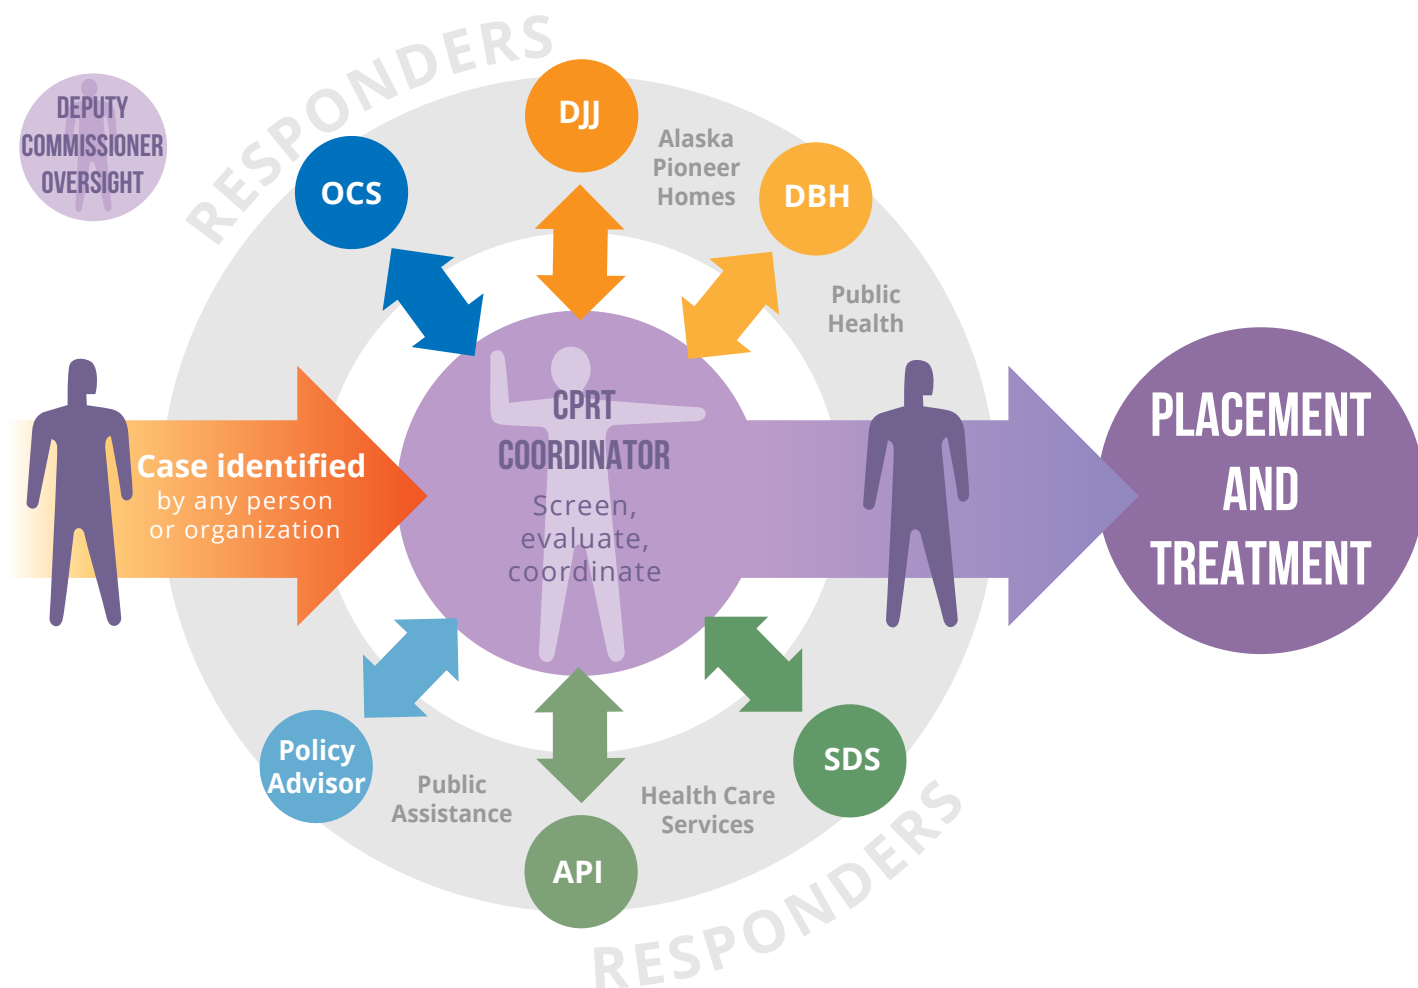 RESPONDERS
DEPUTY
COMMISSIONER
OVERSIGHT
DJJ
Alaska
Pioneer
Homes
OCS
DBH
Public
Health
CPRT
COORDINATOR
Screen,
evaluate,
coordinate
Case identified
by any person
or organization
PLACEMENT
AND
TREATMENT
Policy
Advisor
Public
Assistance
Health Care
Services
SDS
API
RESPONDERS